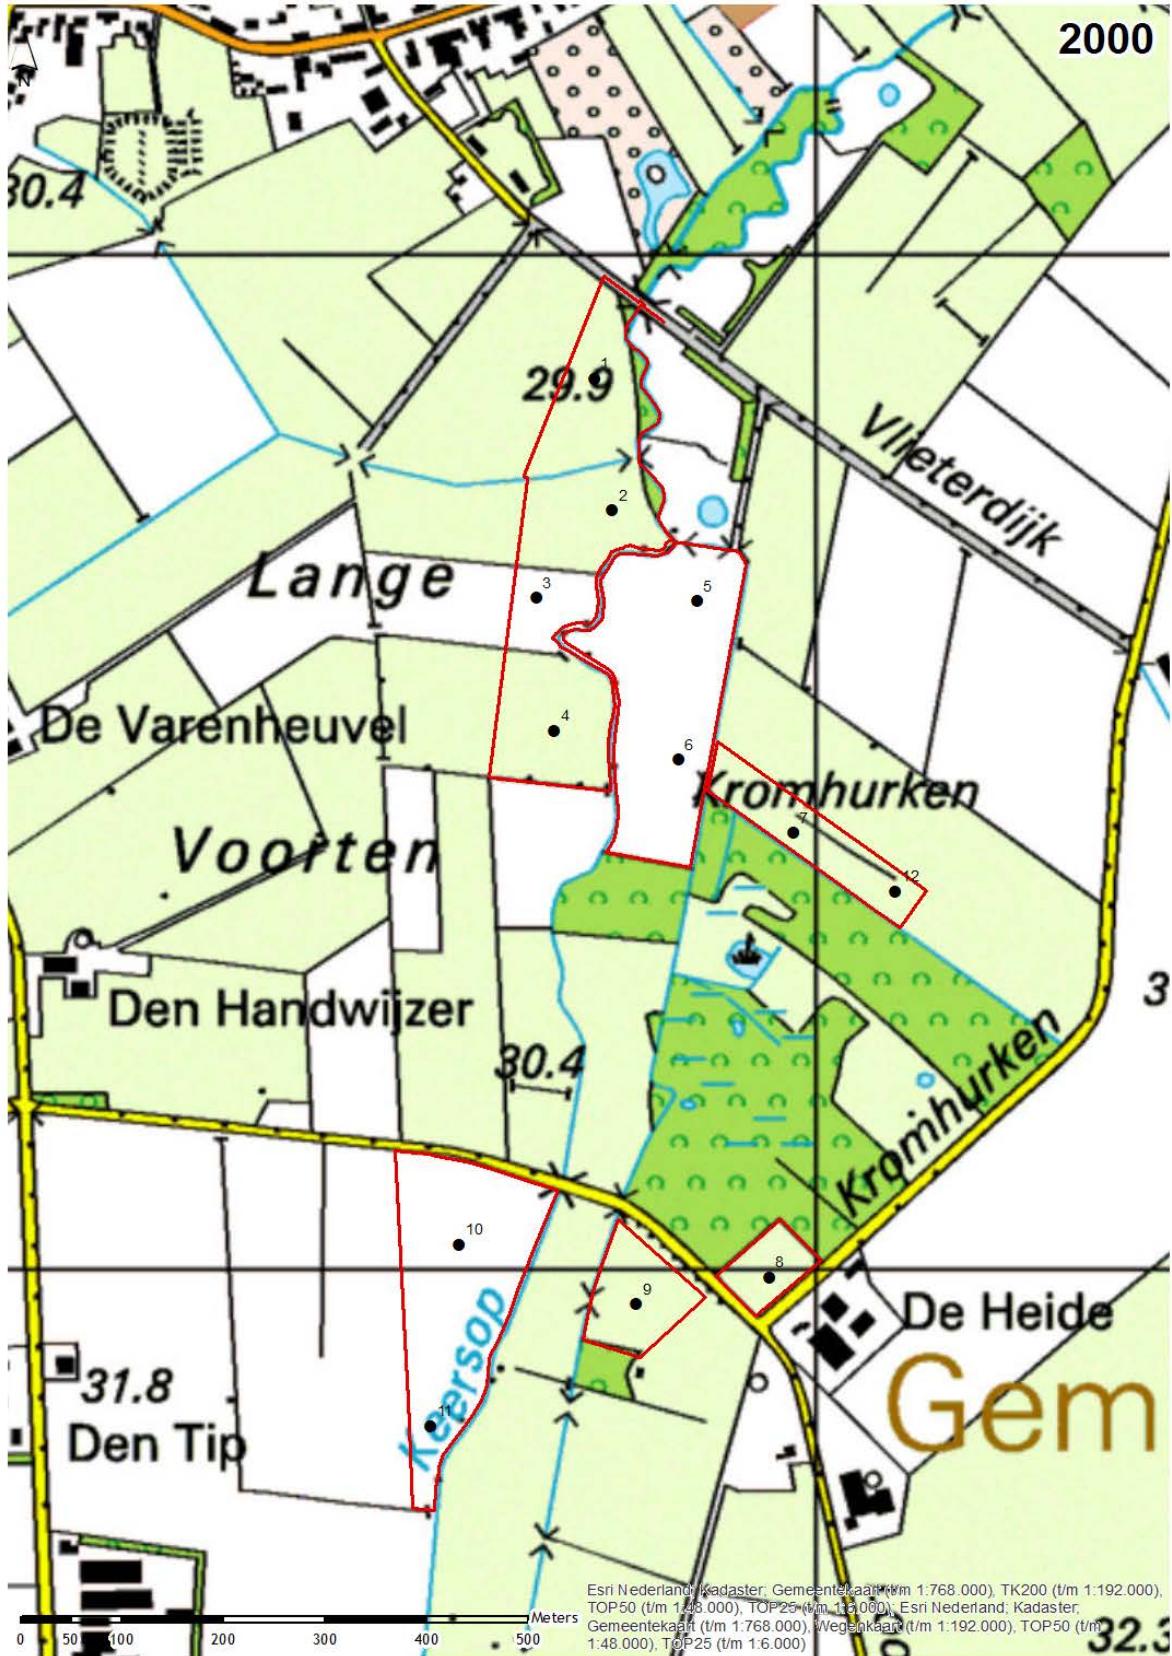 2000
N
30.4
1
29.9
2
Vlieterdijk
Lange
3
5
De Varenheuvel
4
6
Kromhurken
7
Voorten
12
Den Handwijzer
3
30.4
Kromhurken
10
8
9
De Heide
Keersop
31.8
Gem
11
Den Tip
Esri Nederland; Kadaster; Gemeentekaart (t/m 1:768.000), TK200 (t/m 1:192.000),
TOP50 (t/m 1:48.000), TOP25 (t/m 1:6.000); Esri Nederland; Kadaster;
Gemeentekaart (t/m 1:768.000), Wegenkaart (t/m 1:192.000), TOP50 (t/m
1:48.000), TOP25 (t/m 1:6.000)
Meters
0 50 100 200 300 400 500
32.3